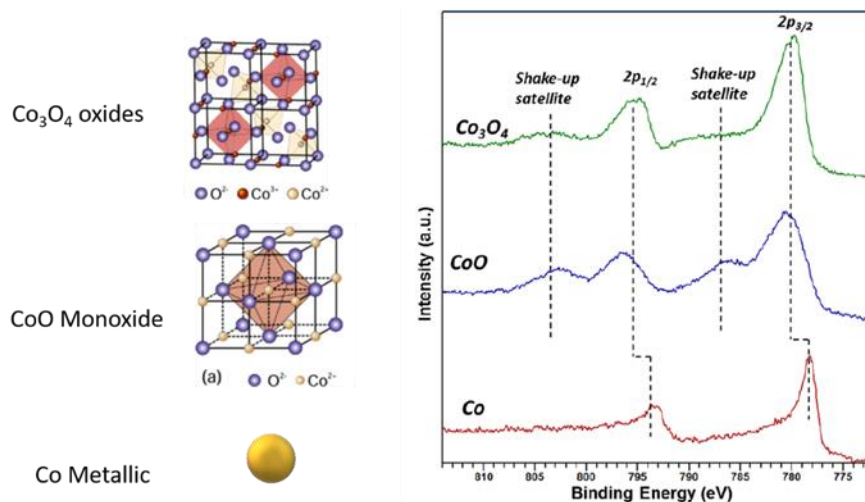 Co₃O₄ oxides
O²⁻ Co³⁺ Co²⁺
CoO Monoxide
(a)
O²⁻ Co²⁺
Co Metallic
2p₃/₂
Shake-up
satellite
2p₁/₂
Shake-up
satellite
Co₃O₄
CoO
Co
Intensity (a.u.)
810 805 800 795 790 785 780 775
Binding Energy (eV)